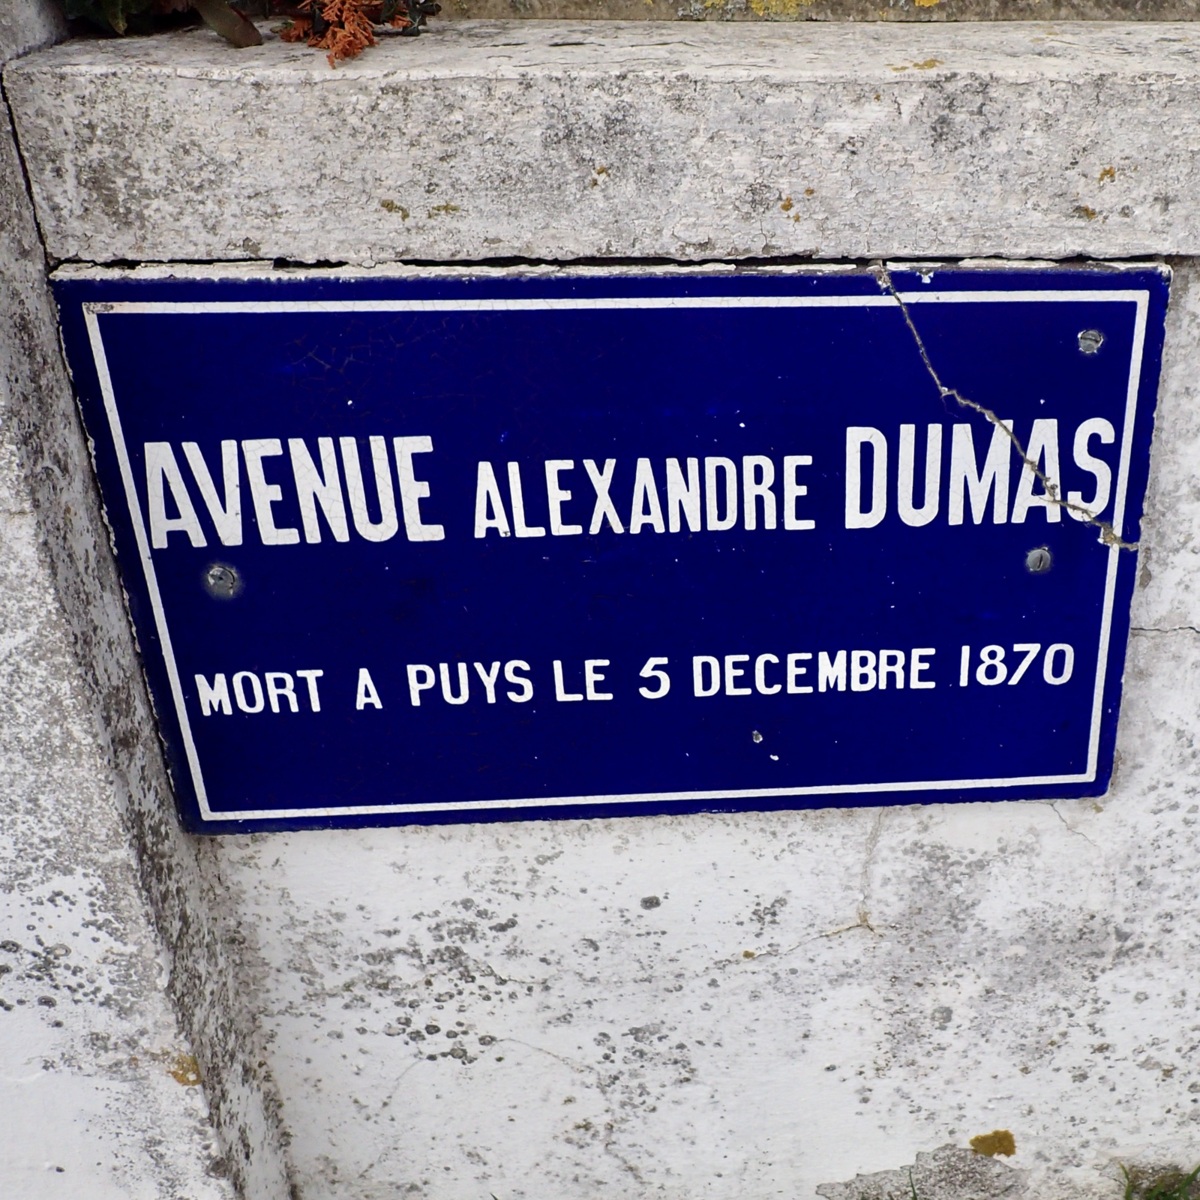 AVENUE ALEXANDRE DUMAS
MORT A PUYS LE 5 DECEMBRE 1870